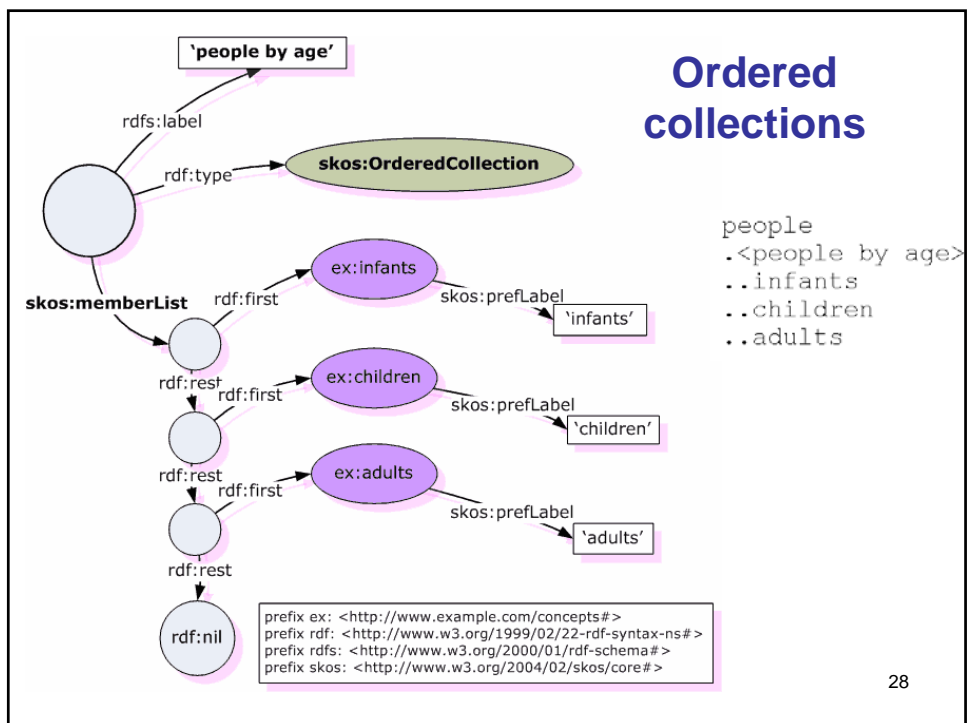 Ordered
collections
'people by age'
rdfs:label
skos:OrderedCollection
rdf:type
people
.<people by age>
..infants
..children
..adults
ex:infants
skos:prefLabel
rdf:first
skos:memberList
'infants'
rdf:rest
rdf:first
ex:children
skos:prefLabel
'children'
rdf:rest
rdf:first
ex:adults
skos:prefLabel
'adults'
rdf:rest
rdf:nil
prefix ex: <http://www.example.com/concepts#>
prefix rdf: <http://www.w3.org/1999/02/22-rdf-syntax-ns#>
prefix rdfs: <http://www.w3.org/2000/01/rdf-schema#>
prefix skos: <http://www.w3.org/2004/02/skos/core#>
28